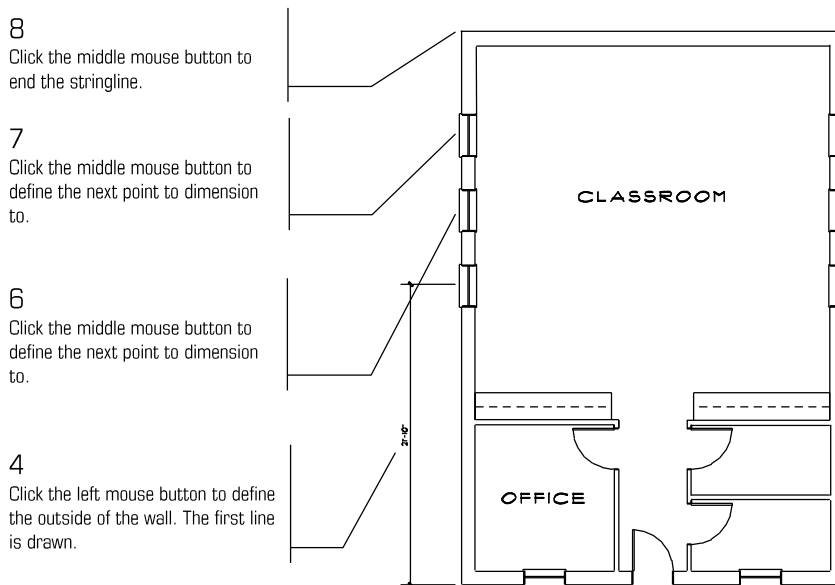 8
Click the middle mouse button to
end the stringline.
7
Click the middle mouse button to
define the next point to dimension
to.
6
Click the middle mouse button to
define the next point to dimension
to.
4
Click the left mouse button to define
the outside of the wall. The first line
is drawn.
CLASSROOM
OFFICE